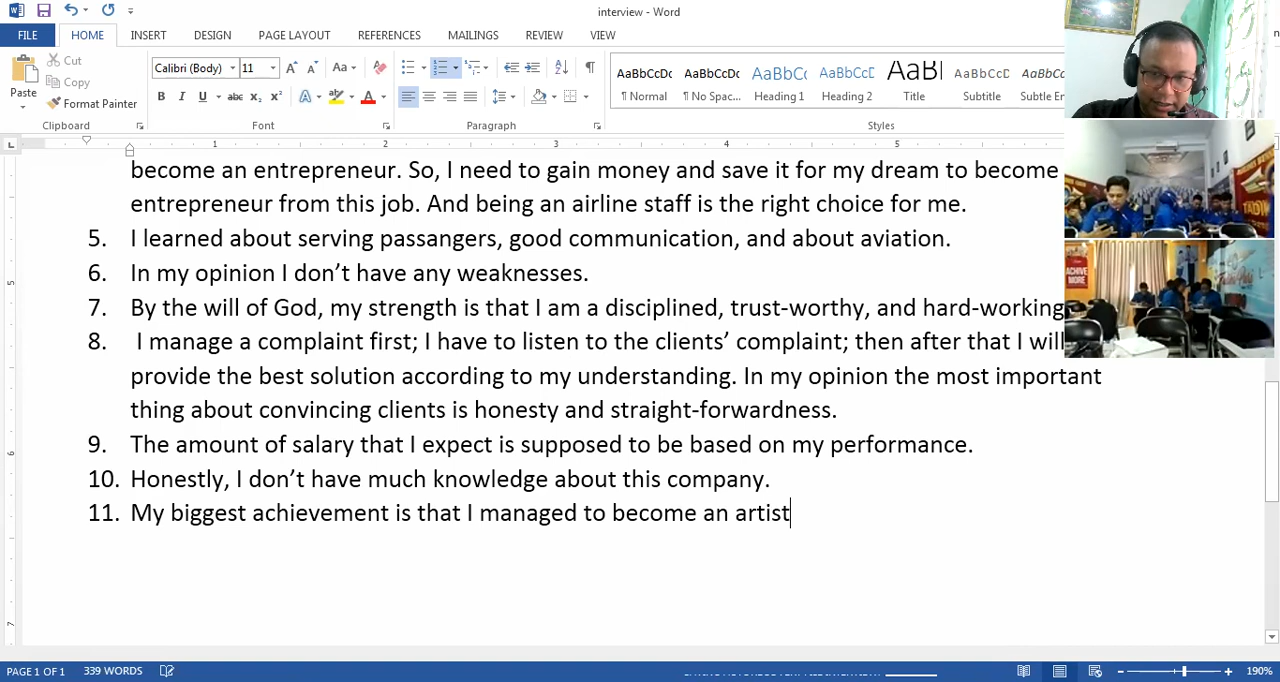 interview - Word
FILE HOME INSERT DESIGN PAGE LAYOUT REFERENCES MAILINGS REVIEW VIEW
Cut
Copy
Format Painter
Paste
Calibri (Body) 11
AaBbCcDc AaBbCcDc AaBbCc AaBbCcD AaBl AaBbCcD AaBbCcD
¶ Normal ¶ No Spac... Heading 1 Heading 2 Title Subtitle Subtle En
Clipboard Font Paragraph Styles
1 2 3 4 5
become an entrepreneur. So, I need to gain money and save it for my dream to become
entrepreneur from this job. And being an airline staff is the right choice for me.
5. I learned about serving passangers, good communication, and about aviation.
6. In my opinion I don’t have any weaknesses.
7. By the will of God, my strength is that I am a disciplined, trust-worthy, and hard-working
8. I manage a complaint first; I have to listen to the clients’ complaint; then after that I will
provide the best solution according to my understanding. In my opinion the most important
thing about convincing clients is honesty and straight-forwardness.
9. The amount of salary that I expect is supposed to be based on my performance.
10. Honestly, I don’t have much knowledge about this company.
11. My biggest achievement is that I managed to become an artist
ACHIVE
MORE
PAGE 1 OF 1 339 WORDS 190%